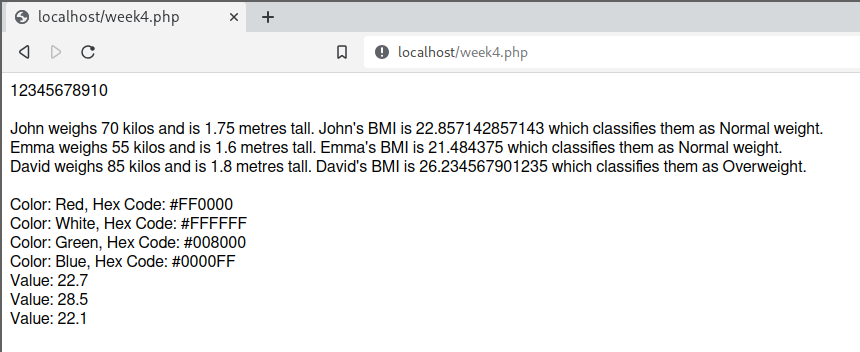 localhost/week4.php
localhost/week4.php
12345678910
John weighs 70 kilos and is 1.75 metres tall. John's BMI is 22.857142857143 which classifies them as Normal weight.
Emma weighs 55 kilos and is 1.6 metres tall. Emma's BMI is 21.484375 which classifies them as Normal weight.
David weighs 85 kilos and is 1.8 metres tall. David's BMI is 26.234567901235 which classifies them as Overweight.
Color: Red, Hex Code: #FF0000
Color: White, Hex Code: #FFFFFF
Color: Green, Hex Code: #008000
Color: Blue, Hex Code: #0000FF
Value: 22.7
Value: 28.5
Value: 22.1